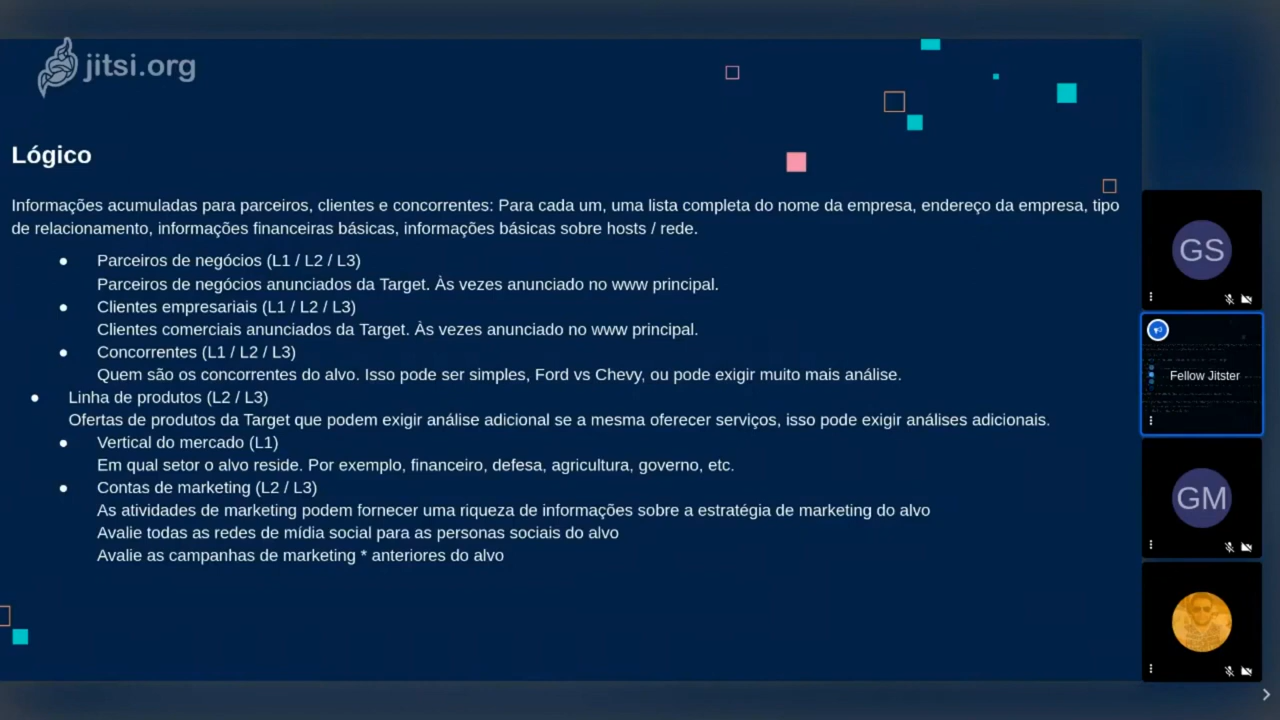 jitsi.org
Lógico
Informações acumuladas para parceiros, clientes e concorrentes: Para cada um, uma lista completa do nome da empresa, endereço da empresa, tipo
de relacionamento, informações financeiras básicas, informações básicas sobre hosts / rede.
● Parceiros de negócios (L1 / L2 / L3)
Parceiros de negócios anunciados da Target. Às vezes anunciado no www principal.
● Clientes empresariais (L1 / L2 / L3)
Clientes comerciais anunciados da Target. Às vezes anunciado no www principal.
● Concorrentes (L1 / L2 / L3)
Quem são os concorrentes do alvo. Isso pode ser simples, Ford vs Chevy, ou pode exigir muito mais análise.
● Linha de produtos (L2 / L3)
Ofertas de produtos da Target que podem exigir análise adicional se a mesma oferecer serviços, isso pode exigir análises adicionais.
● Vertical do mercado (L1)
Em qual setor o alvo reside. Por exemplo, financeiro, defesa, agricultura, governo, etc.
● Contas de marketing (L2 / L3)
As atividades de marketing podem fornecer uma riqueza de informações sobre a estratégia de marketing do alvo
Avalie todas as redes de mídia social para as personas sociais do alvo
Avalie as campanhas de marketing * anteriores do alvo
GS
Fellow Jitster
GM